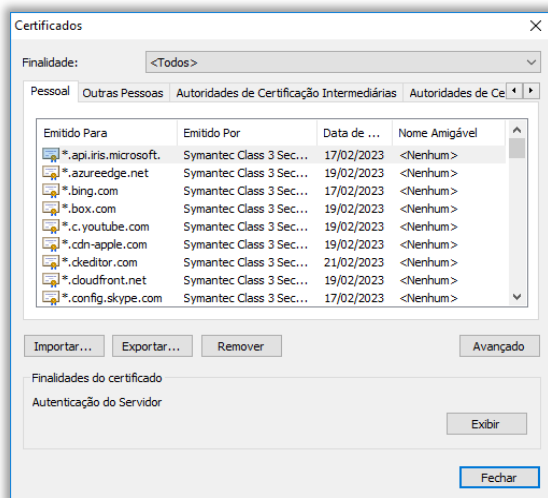 Certificados
Finalidade: <Todos>
Pessoal Outras Pessoas Autoridades de Certificação Intermediárias Autoridades de Ce
Emitido Para Emitido Por Data de ... Nome Amigável
*.api.iris.microsoft. Symantec Class 3 Sec... 17/02/2023 <Nenhum>
*.azureedge.net Symantec Class 3 Sec... 19/02/2023 <Nenhum>
*.bing.com Symantec Class 3 Sec... 17/02/2023 <Nenhum>
*.box.com Symantec Class 3 Sec... 19/02/2023 <Nenhum>
*.c.youtube.com Symantec Class 3 Sec... 19/02/2023 <Nenhum>
*.cdn-apple.com Symantec Class 3 Sec... 19/02/2023 <Nenhum>
*.ckeditor.com Symantec Class 3 Sec... 21/02/2023 <Nenhum>
*.cloudfront.net Symantec Class 3 Sec... 19/02/2023 <Nenhum>
*.config.skype.com Symantec Class 3 Sec... 17/02/2023 <Nenhum>
Importar... Exportar... Remover Avançado
Finalidades do certificado
Autenticação do Servidor
Exibir
Fechar